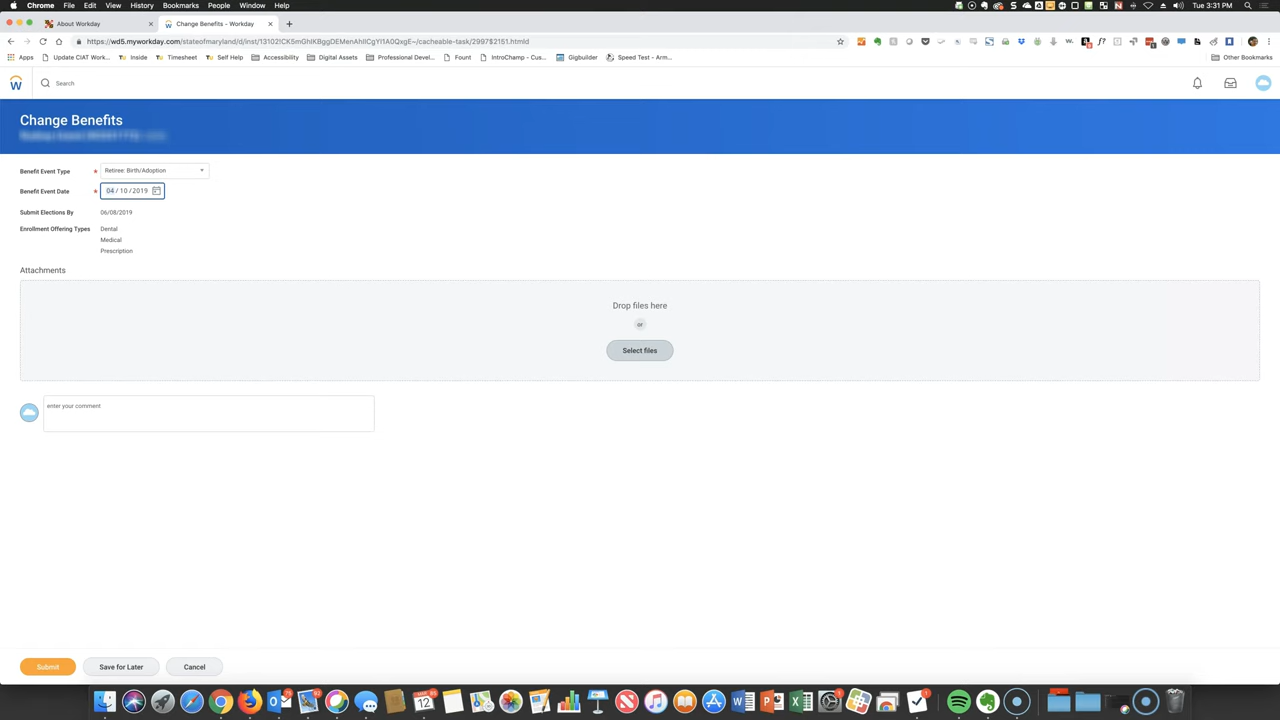 Chrome File Edit View History Bookmarks People Window Help Tue 3:31 PM
About Workday Change Benefits - Workday
https://wd5.myworkday.com/stateofmaryland/d/inst/13102!CK5mGhIKBggDEMenAhIICgYI1A0QxgE~/cacheable-task/2997$2151.htmld
Apps Update CIAT Work... Inside Timesheet Self Help Accessibility Digital Assets Professional Devel... Fount IntroChamp - Cus... Gigbuilder Speed Test - Arm... Other Bookmarks
Search
Change Benefits
Benefit Event Type * Retiree: Birth/Adoption
Benefit Event Date * 04 / 10 / 2019
Submit Elections By 06/08/2019
Enrollment Offering Types Dental
Medical
Prescription
Attachments
Drop files here
or
Select files
enter your comment
Submit Save for Later Cancel